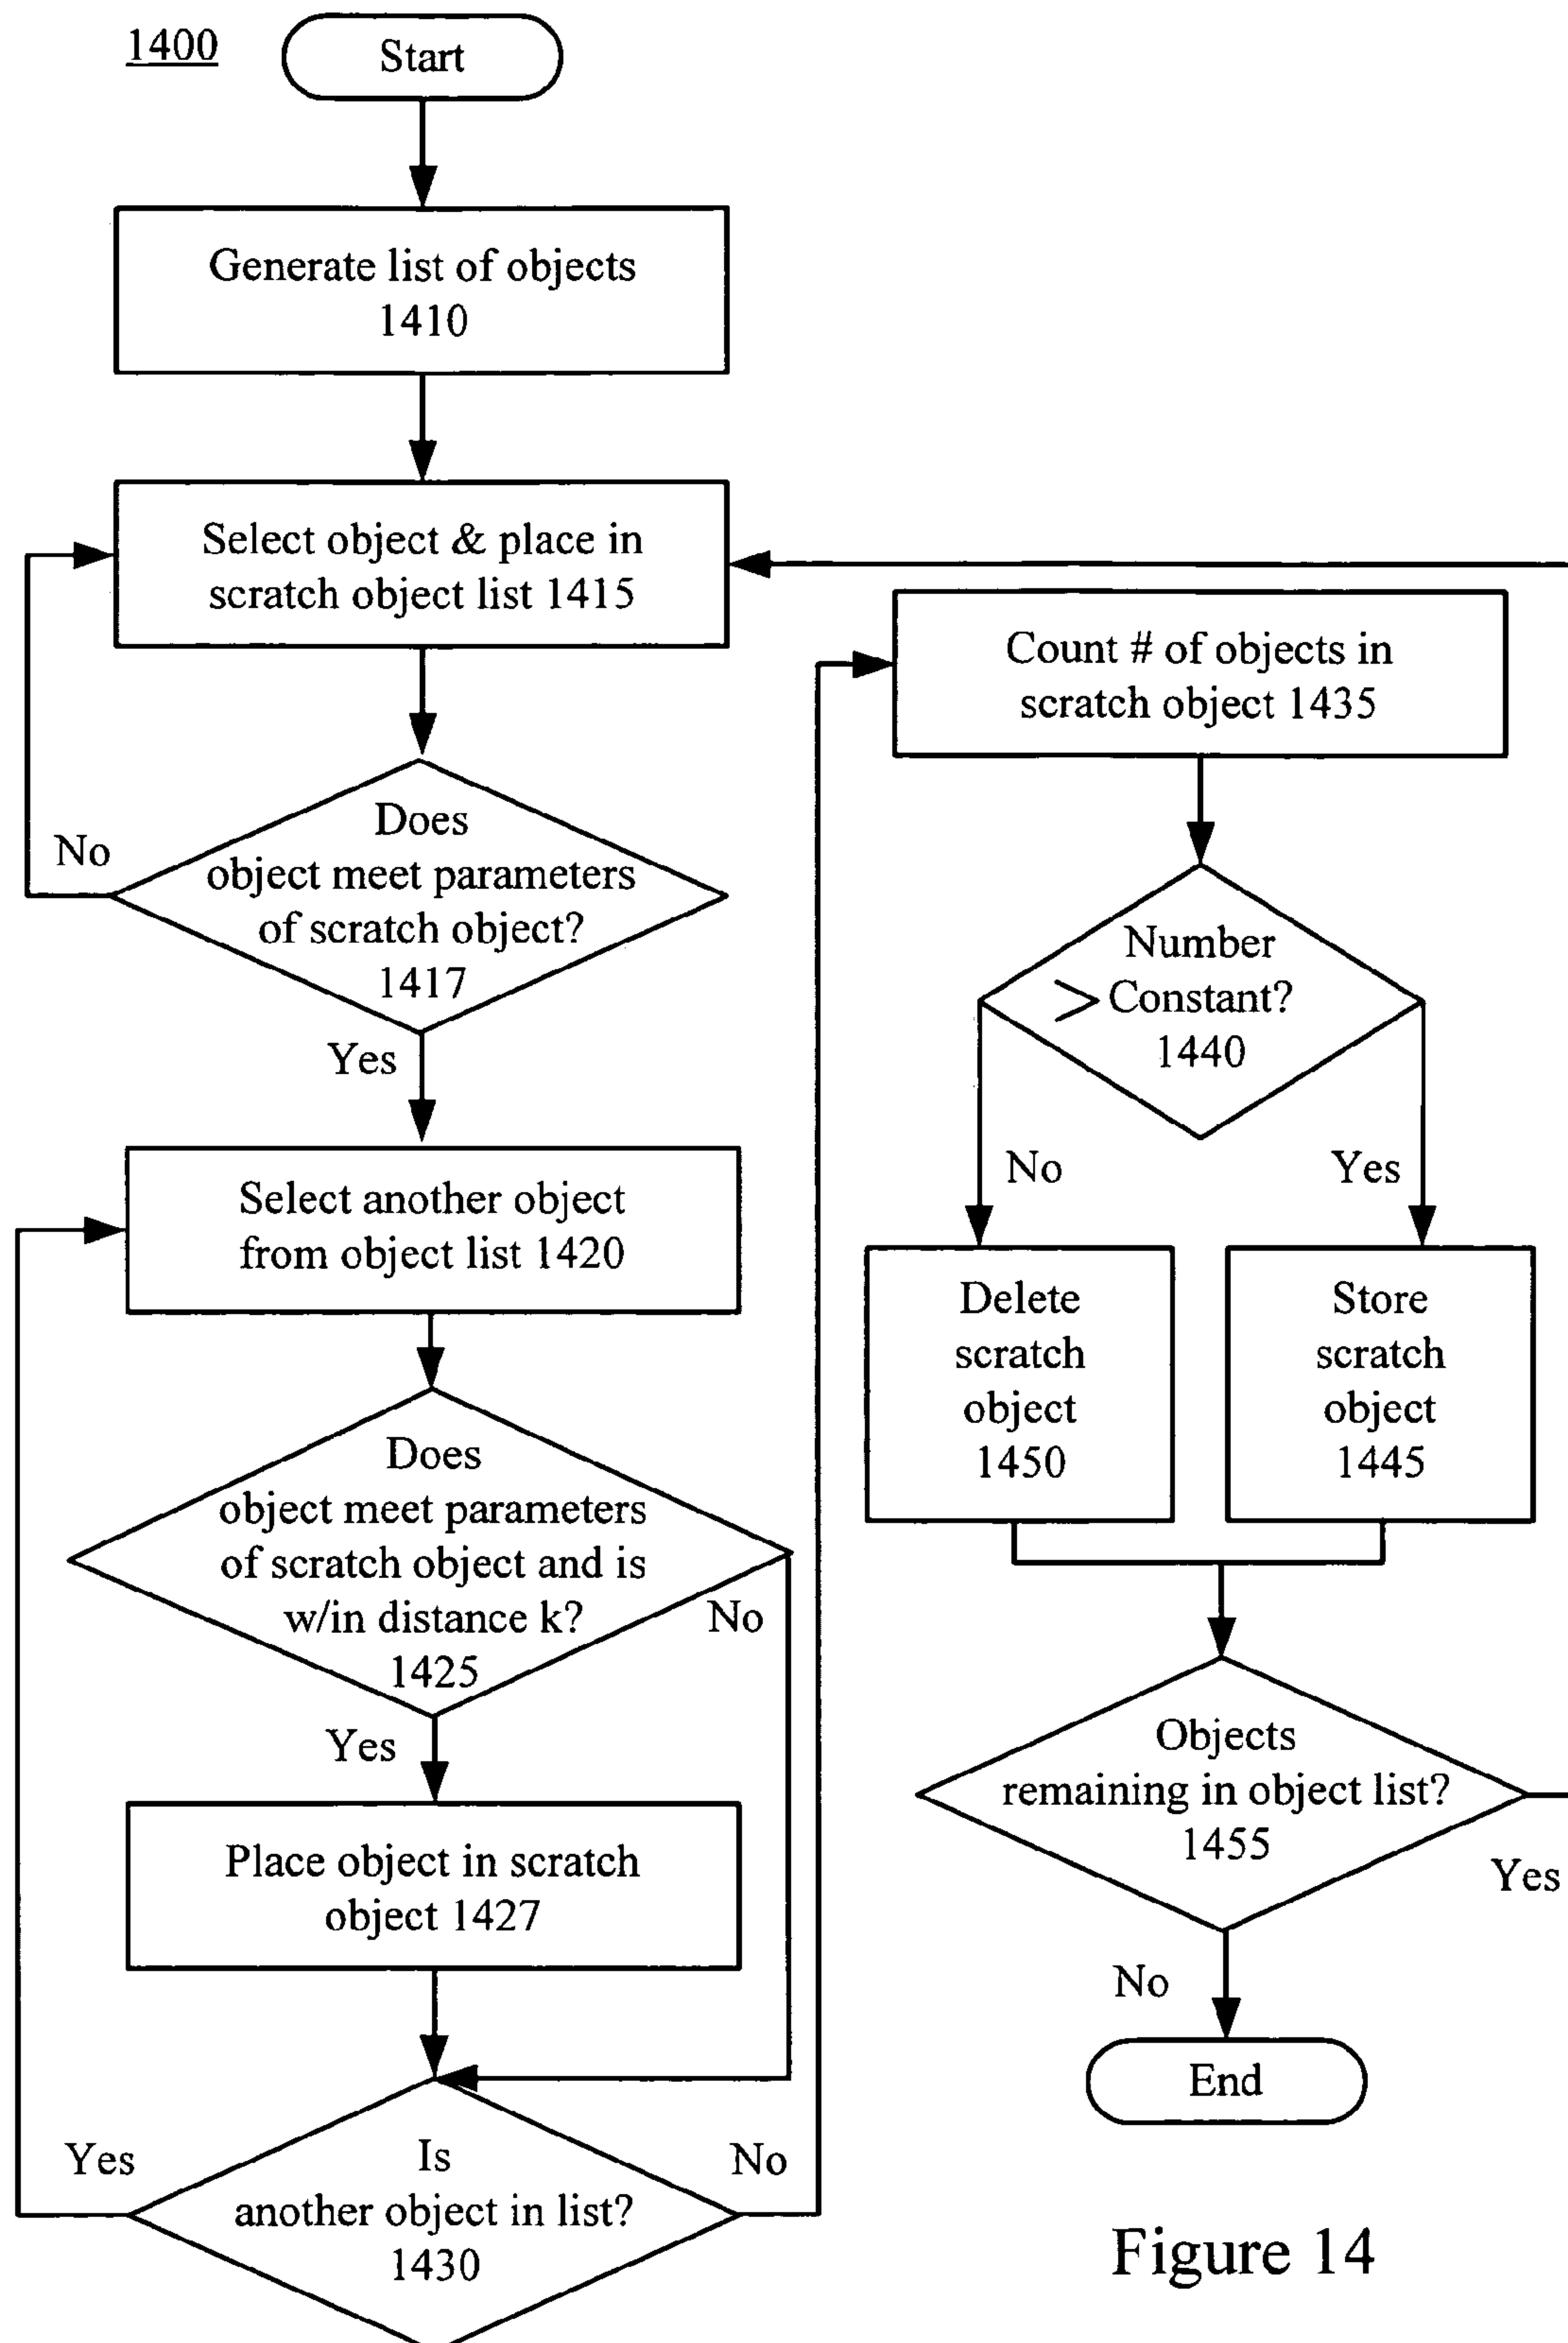 1400
Start
Generate list of objects
1410
Select object & place in
scratch object list 1415
Does
object meet parameters
of scratch object?
1417
No
Yes
Select another object
from object list 1420
Does
object meet parameters
of scratch object and is
w/in distance k?
1425
No
Yes
Place object in scratch
object 1427
Is
another object in list?
1430
Yes
No
Count # of objects in
scratch object 1435
Number
> Constant?
1440
No
Yes
Delete
scratch
object
1450
Store
scratch
object
1445
Objects
remaining in object list?
1455
Yes
No
End
Figure 14